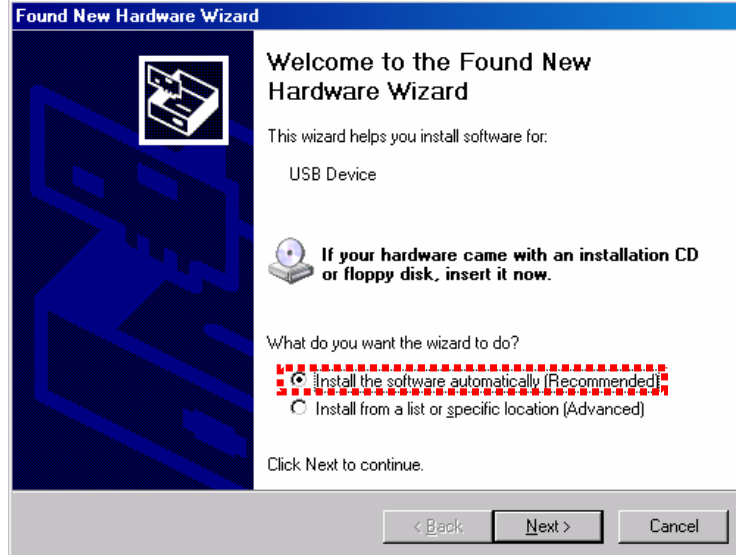 Found New Hardware Wizard
Welcome to the Found New
Hardware Wizard
This wizard helps you install software for:
USB Device
If your hardware came with an installation CD
or floppy disk, insert it now.
What do you want the wizard to do?
Install the software automatically (Recommended)
Install from a list or specific location (Advanced)
Click Next to continue.
< Back
Next >
Cancel